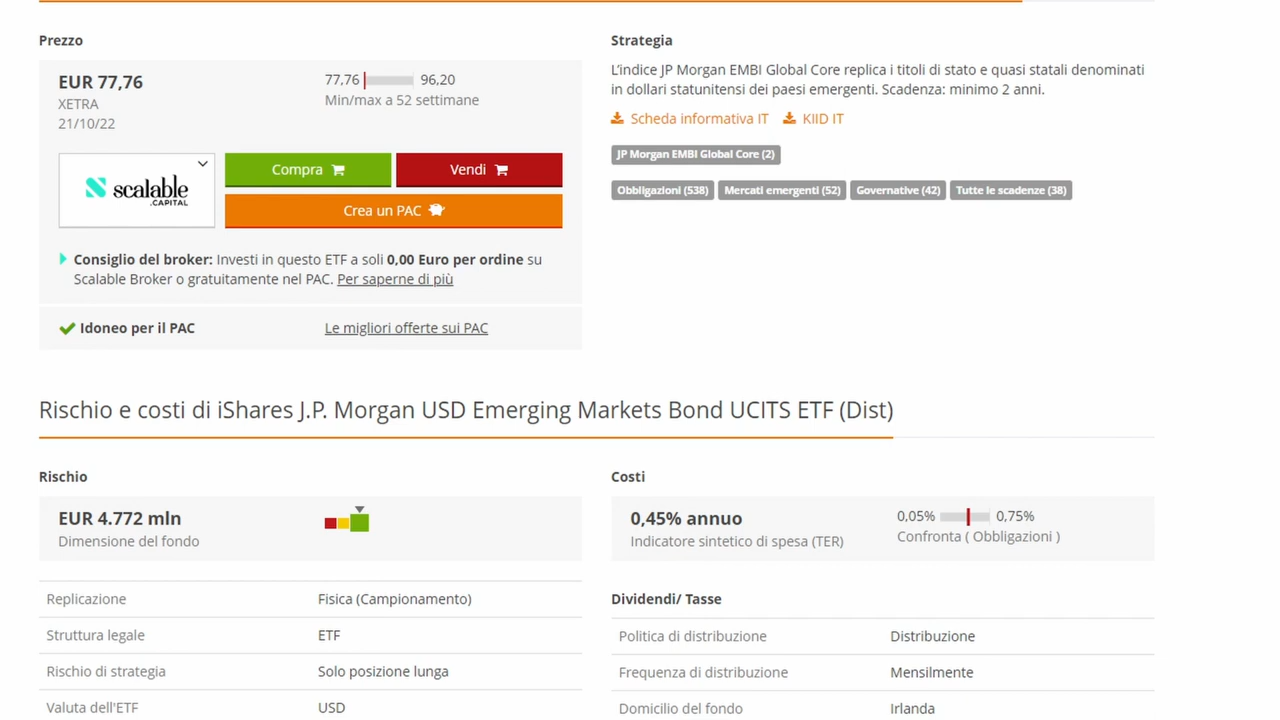 Prezzo
EUR 77,76
XETRA
21/10/22
77,76 96,20
Min/max a 52 settimane
scalable
.CAPITAL
Compra
Vendi
Crea un PAC
Consiglio del broker: Investi in questo ETF a soli 0,00 Euro per ordine su
Scalable Broker o gratuitamente nel PAC. Per saperne di più
Idoneo per il PAC
Le migliori offerte sui PAC
Strategia
L'indice JP Morgan EMBI Global Core replica i titoli di stato e quasi statali denominati
in dollari statunitensi dei paesi emergenti. Scadenza: minimo 2 anni.
Scheda informativa IT KIID IT
JP Morgan EMBI Global Core (2)
Obbligazioni (538) Mercati emergenti (52) Governative (42) Tutte le scadenze (38)
Rischio e costi di iShares J.P. Morgan USD Emerging Markets Bond UCITS ETF (Dist)
Rischio
EUR 4.772 mln
Dimensione del fondo
Replicazione Fisica (Campionamento)
Struttura legale ETF
Rischio di strategia Solo posizione lunga
Valuta dell'ETF USD
Costi
0,45% annuo
Indicatore sintetico di spesa (TER)
0,05% 0,75%
Confronta ( Obbligazioni )
Dividendi/ Tasse
Politica di distribuzione Distribuzione
Frequenza di distribuzione Mensilmente
Domicilio del fondo Irlanda